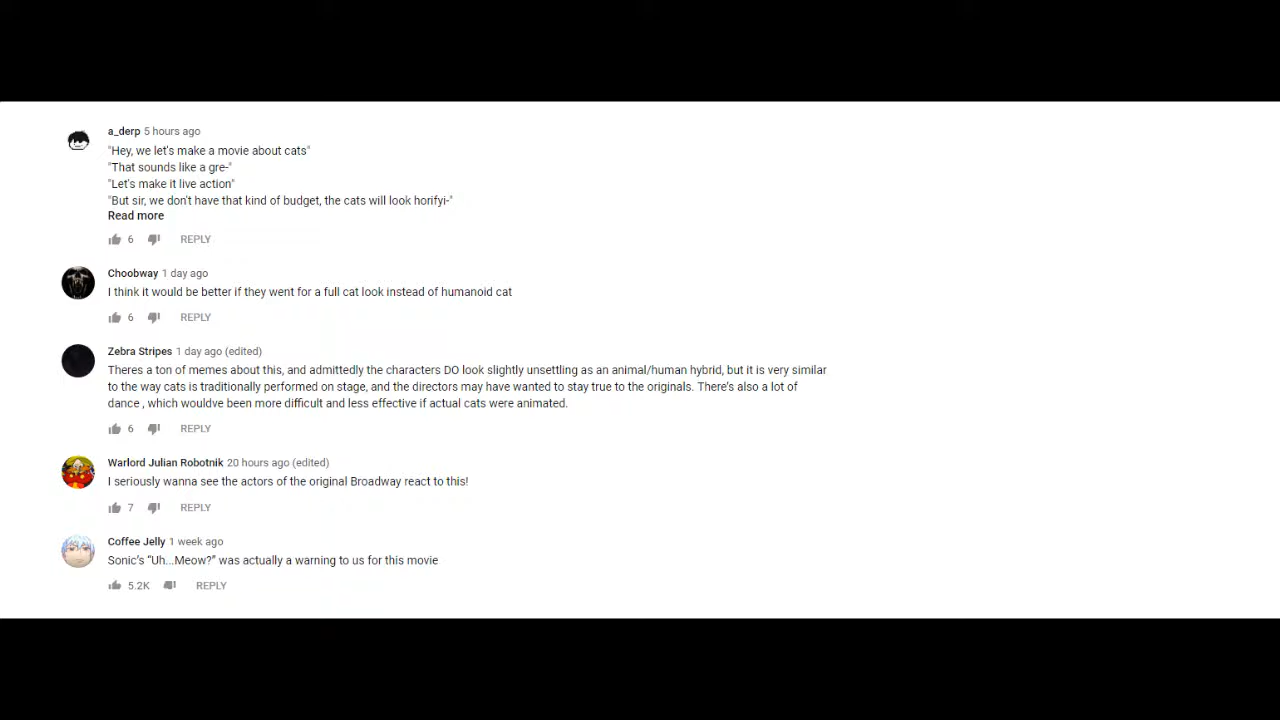 a_derp 5 hours ago
"Hey, we let's make a movie about cats"
"That sounds like a gre-"
"Let's make it live action"
"But sir, we don't have that kind of budget, the cats will look horifyi-"
Read more
6 REPLY
Choobway 1 day ago
I think it would be better if they went for a full cat look instead of humanoid cat
6 REPLY
Zebra Stripes 1 day ago (edited)
Theres a ton of memes about this, and admittedly the characters DO look slightly unsettling as an animal/human hybrid, but it is very similar
to the way cats is traditionally performed on stage, and the directors may have wanted to stay true to the originals. There's also a lot of
dance , which wouldve been more difficult and less effective if actual cats were animated.
6 REPLY
Warlord Julian Robotnik 20 hours ago (edited)
I seriously wanna see the actors of the original Broadway react to this!
7 REPLY
Coffee Jelly 1 week ago
Sonic's “Uh...Meow?” was actually a warning to us for this movie
5.2K REPLY